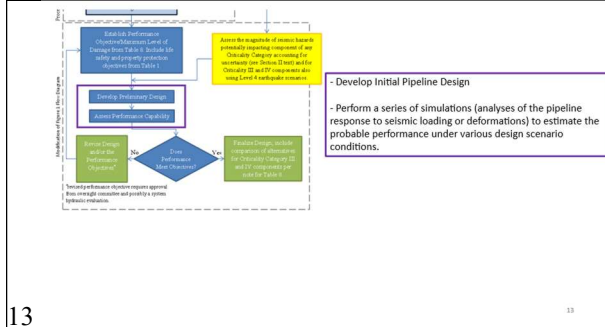 Establish Performance
Objective/Maximum Level of
Damage from Table 6. Include life
safety and property protection
objectives from Table 1
Assess the magnitude of seismic hazards
potentially impacting component of any
Criticality Category accounting for
uncertainty (see Section II text) and for
Criticality III and IV components also
using Level 4 earthquake scenarios
Develop Preliminary Design
Assess Performance Capability
Revise Design
and/or the
Performance
Objectives
No
Does
Performance
Meet Objectives?
Yes
Finalize Design, include
comparison of alternatives
for Criticality Category III
and IV components per
note for Table 6
Revised performance objective requires approval
from oversight committee and possibly a system
hydraulic evaluation.
- Develop Initial Pipeline Design
- Perform a series of simulations (analyses of the pipeline
response to seismic loading or deformations) to estimate the
probable performance under various design scenario
conditions.
13
13